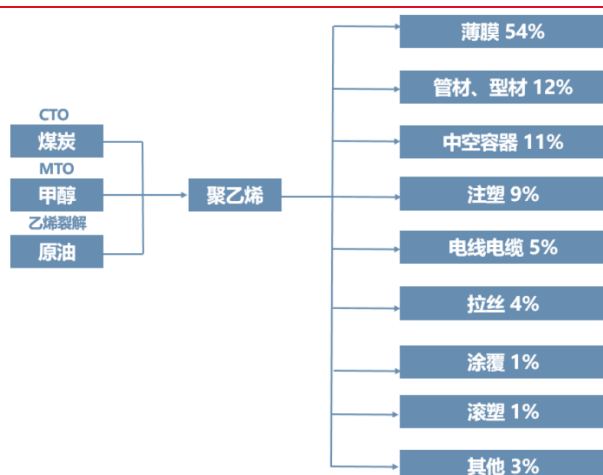 CTO
煤炭
MTO
甲醇
乙烯裂解
原油
聚乙烯
薄膜 54%
管材、型材 12%
中空容器 11%
注塑 9%
电线电缆 5%
拉丝 4%
涂覆 1%
滚塑 1%
其他 3%